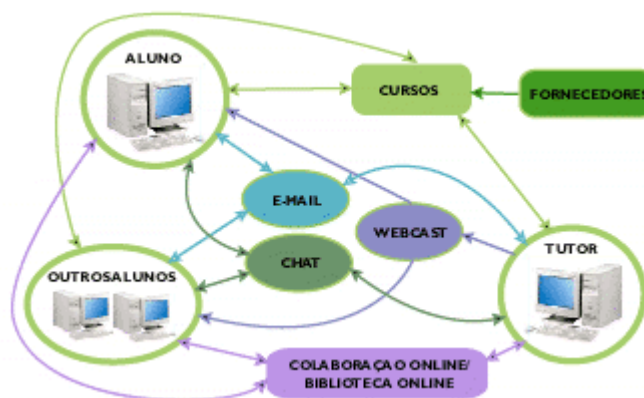 ALUNO
CURSOS
FORNECEDORES
E-MAIL
WEBCAST
TUTOR
CHAT
OUTROSALUNOS
COLABORAÇAO ONLINE/
BIBLIOTECA ONLINE